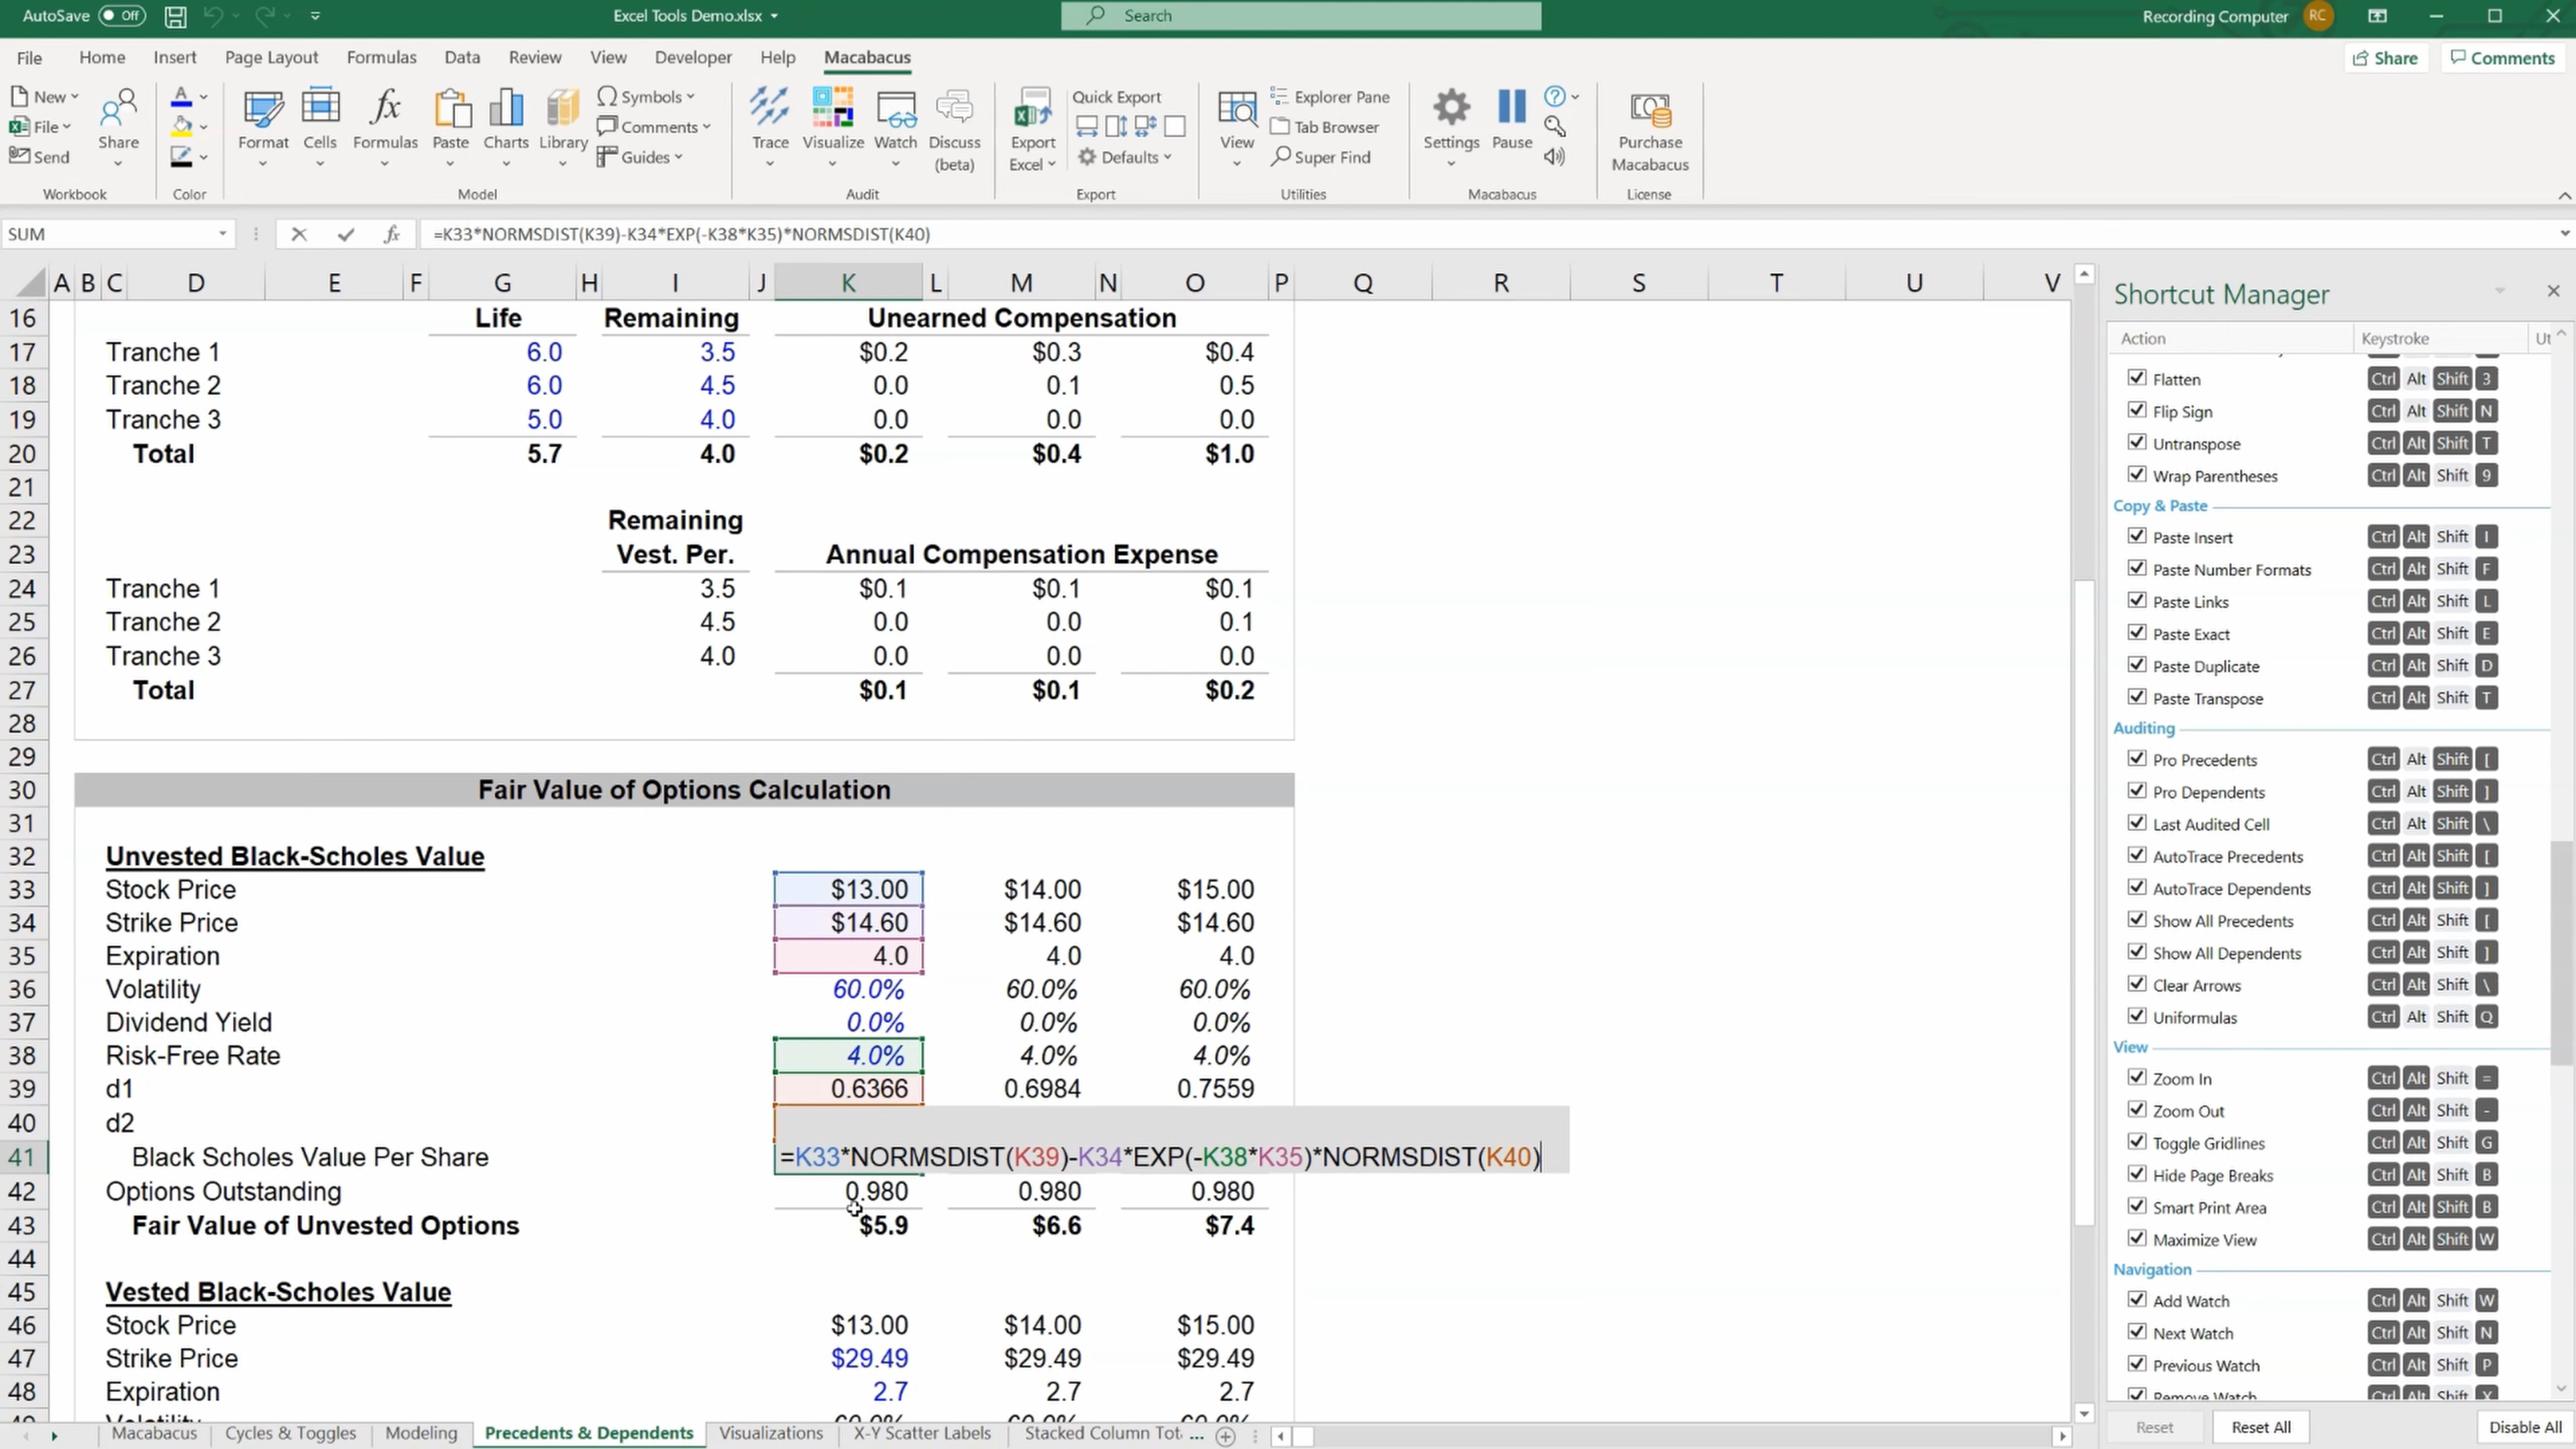 AutoSave Off
Excel Tools Demo.xlsx
Search
Recording Computer RC
File Home Insert Page Layout Formulas Data Review View Developer Help Macabacus
Share Comments
New
File
Send
Share
Workbook
A
Color
Format Cells Formulas Paste Charts Library
fx
Symbols
Comments
Guides
Model
Trace Visualize Watch Discuss (beta)
Audit
Export Excel
Quick Export
Defaults
Export
View
Explorer Pane
Tab Browser
Super Find
Utilities
Settings Pause
Macabacus
Purchase Macabacus
License
SUM fx =K33*NORMSDIST(K39)-K34*EXP(-K38*K35)*NORMSDIST(K40)
A B C D E F G H I J K L M N O P Q R S T U V
16 Life Remaining Unearned Compensation
17 Tranche 1 6.0 3.5 $0.2 $0.3 $0.4
18 Tranche 2 6.0 4.5 0.0 0.1 0.5
19 Tranche 3 5.0 4.0 0.0 0.0 0.0
20 Total 5.7 4.0 $0.2 $0.4 $1.0
21
22 Remaining
23 Vest. Per. Annual Compensation Expense
24 Tranche 1 3.5 $0.1 $0.1 $0.1
25 Tranche 2 4.5 0.0 0.0 0.1
26 Tranche 3 4.0 0.0 0.0 0.0
27 Total $0.1 $0.1 $0.2
28
29
30 Fair Value of Options Calculation
31
32 Unvested Black-Scholes Value
33 Stock Price $13.00 $14.00 $15.00
34 Strike Price $14.60 $14.60 $14.60
35 Expiration 4.0 4.0 4.0
36 Volatility 60.0% 60.0% 60.0%
37 Dividend Yield 0.0% 0.0% 0.0%
38 Risk-Free Rate 4.0% 4.0% 4.0%
39 d1 0.6366 0.6984 0.7559
40 d2
41 Black Scholes Value Per Share =K33*NORMSDIST(K39)-K34*EXP(-K38*K35)*NORMSDIST(K40)
42 Options Outstanding 0.980 0.980 0.980
43 Fair Value of Unvested Options $5.9 $6.6 $7.4
44
45 Vested Black-Scholes Value
46 Stock Price $13.00 $14.00 $15.00
47 Strike Price $29.49 $29.49 $29.49
48 Expiration 2.7 2.7 2.7
49 Volatility 60.0% 60.0% 60.0%
Macabacus Cycles & Toggles Modeling Precedents & Dependents Visualizations X-Y Scatter Labels Stacked Column Tot ...
Shortcut Manager
Action Keystroke Ut
Flatten Ctrl Alt Shift 3
Flip Sign Ctrl Alt Shift N
Untranspose Ctrl Alt Shift T
Wrap Parentheses Ctrl Alt Shift 9
Copy & Paste
Paste Insert Ctrl Alt Shift I
Paste Number Formats Ctrl Alt Shift F
Paste Links Ctrl Alt Shift L
Paste Exact Ctrl Alt Shift E
Paste Duplicate Ctrl Alt Shift D
Paste Transpose Ctrl Alt Shift T
Auditing
Pro Precedents Ctrl Alt Shift [
Pro Dependents Ctrl Alt Shift ]
Last Audited Cell Ctrl Alt Shift \
AutoTrace Precedents Ctrl Alt Shift [
AutoTrace Dependents Ctrl Alt Shift ]
Show All Precedents Ctrl Alt Shift [
Show All Dependents Ctrl Alt Shift ]
Clear Arrows Ctrl Alt Shift \
Uniformulas Ctrl Alt Shift Q
View
Zoom In Ctrl Alt Shift =
Zoom Out Ctrl Alt Shift -
Toggle Gridlines Ctrl Alt Shift G
Hide Page Breaks Ctrl Alt Shift B
Smart Print Area Ctrl Alt Shift B
Maximize View Ctrl Alt Shift W
Navigation
Add Watch Ctrl Alt Shift W
Next Watch Ctrl Alt Shift N
Previous Watch Ctrl Alt Shift P
Remove Watch Ctrl Alt Shift X
Reset Reset All Disable All